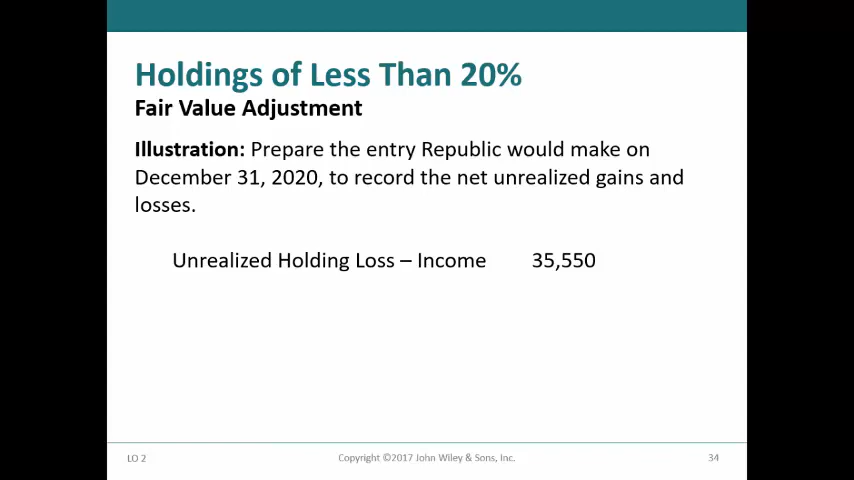 Holdings of Less Than 20%
Fair Value Adjustment
Illustration: Prepare the entry Republic would make on
December 31, 2020, to record the net unrealized gains and
losses.
Unrealized Holding Loss – Income 35,550
LO 2 Copyright ©2017 John Wiley & Sons, Inc. 34